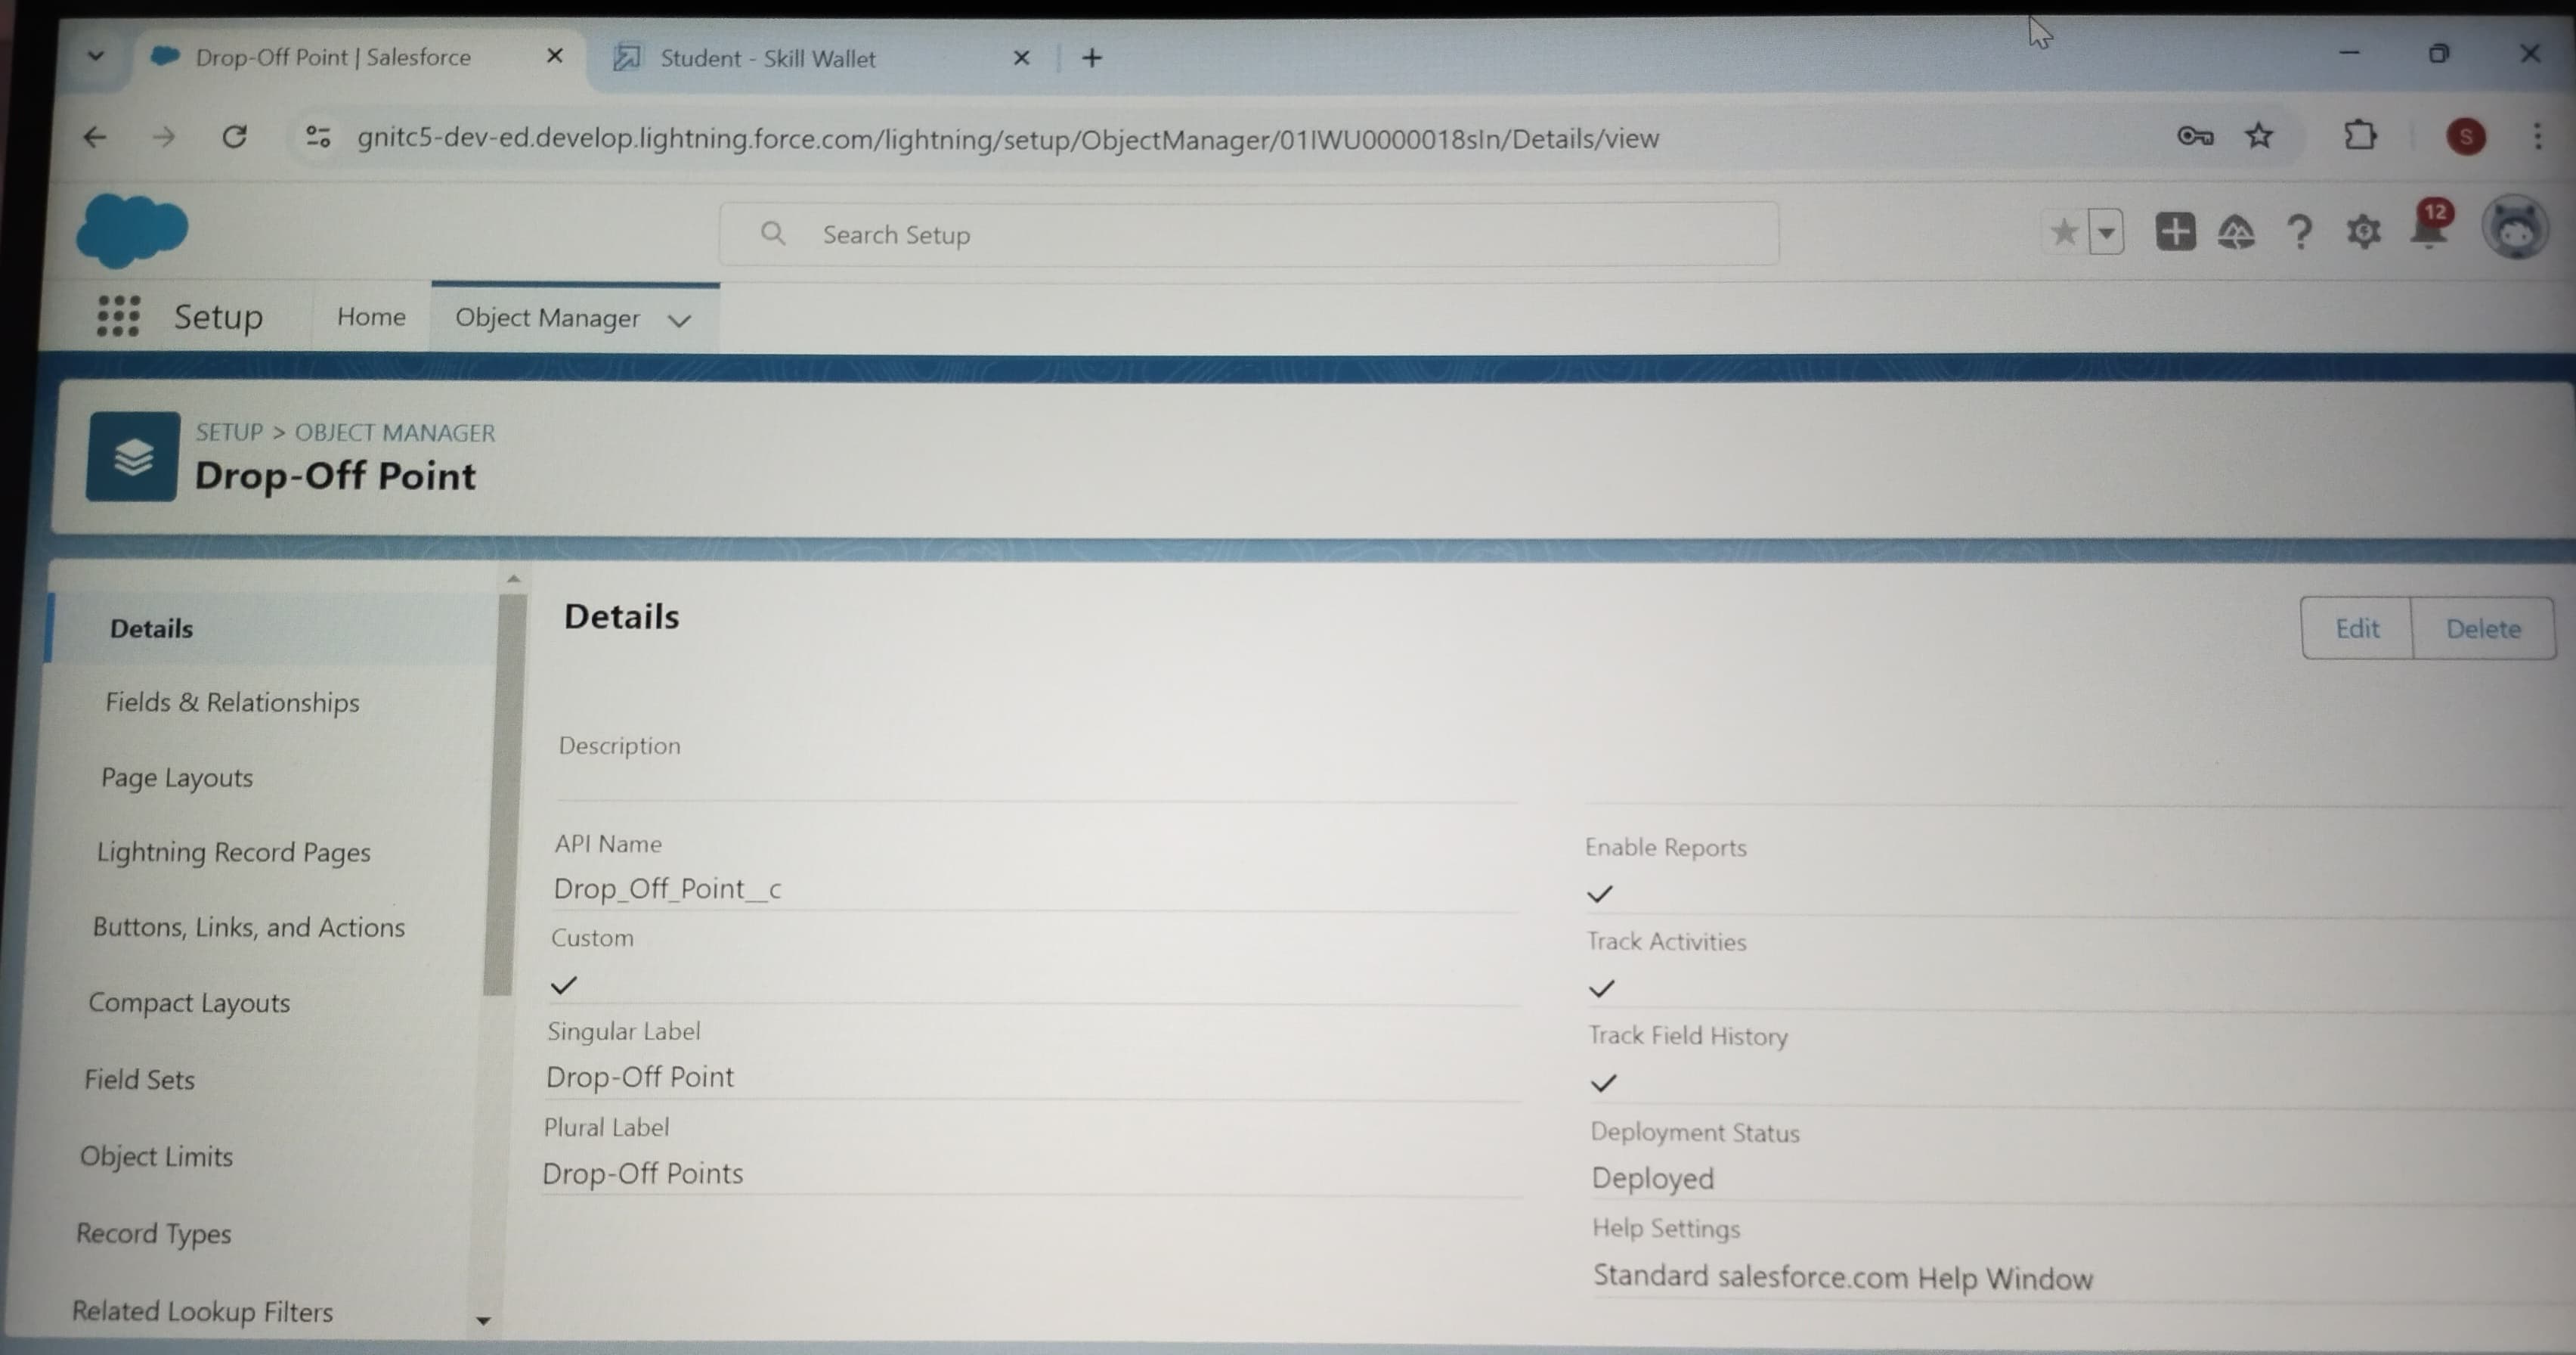 Drop-Off Point | Salesforce
Student - Skill Wallet
gnitc5-dev-ed.develop.lightning.force.com/lightning/setup/ObjectManager/01IWU0000018sIn/Details/view
S
Search Setup
12
Setup
Home
Object Manager
SETUP > OBJECT MANAGER
Drop-Off Point
Details
Fields & Relationships
Page Layouts
Lightning Record Pages
Buttons, Links, and Actions
Compact Layouts
Field Sets
Object Limits
Record Types
Related Lookup Filters
Details
Edit
Delete
Description
API Name
Drop_Off_Point__c
Custom
Singular Label
Drop-Off Point
Plural Label
Drop-Off Points
Enable Reports
Track Activities
Track Field History
Deployment Status
Deployed
Help Settings
Standard salesforce.com Help Window